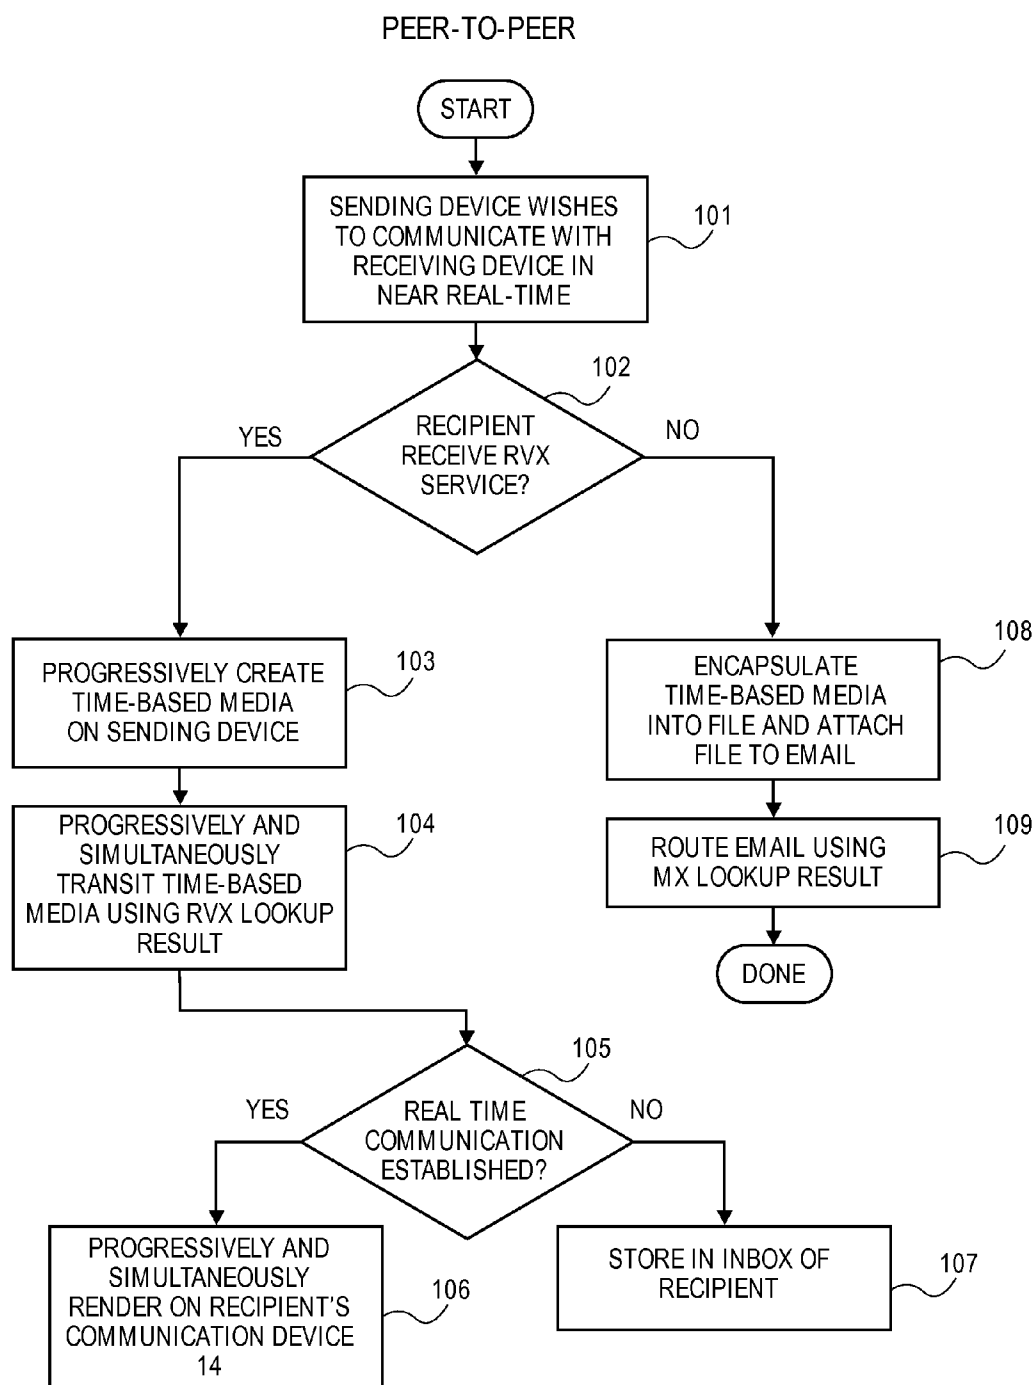 PEER-TO-PEER
START
SENDING DEVICE WISHES
TO COMMUNICATE WITH
RECEIVING DEVICE IN
NEAR REAL-TIME
101
102
RECIPIENT
RECEIVE RVX
SERVICE?
YES
NO
103
PROGRESSIVELY CREATE
TIME-BASED MEDIA
ON SENDING DEVICE
108
ENCAPSULATE
TIME-BASED MEDIA
INTO FILE AND ATTACH
FILE TO EMAIL
104
PROGRESSIVELY AND
SIMULTANEOUSLY
TRANSIT TIME-BASED
MEDIA USING RVX LOOKUP
RESULT
109
ROUTE EMAIL USING
MX LOOKUP RESULT
DONE
105
REAL TIME
COMMUNICATION
ESTABLISHED?
YES
NO
PROGRESSIVELY AND
SIMULTANEOUSLY
RENDER ON RECIPIENT'S
COMMUNICATION DEVICE
14
106
STORE IN INBOX OF
RECIPIENT
107